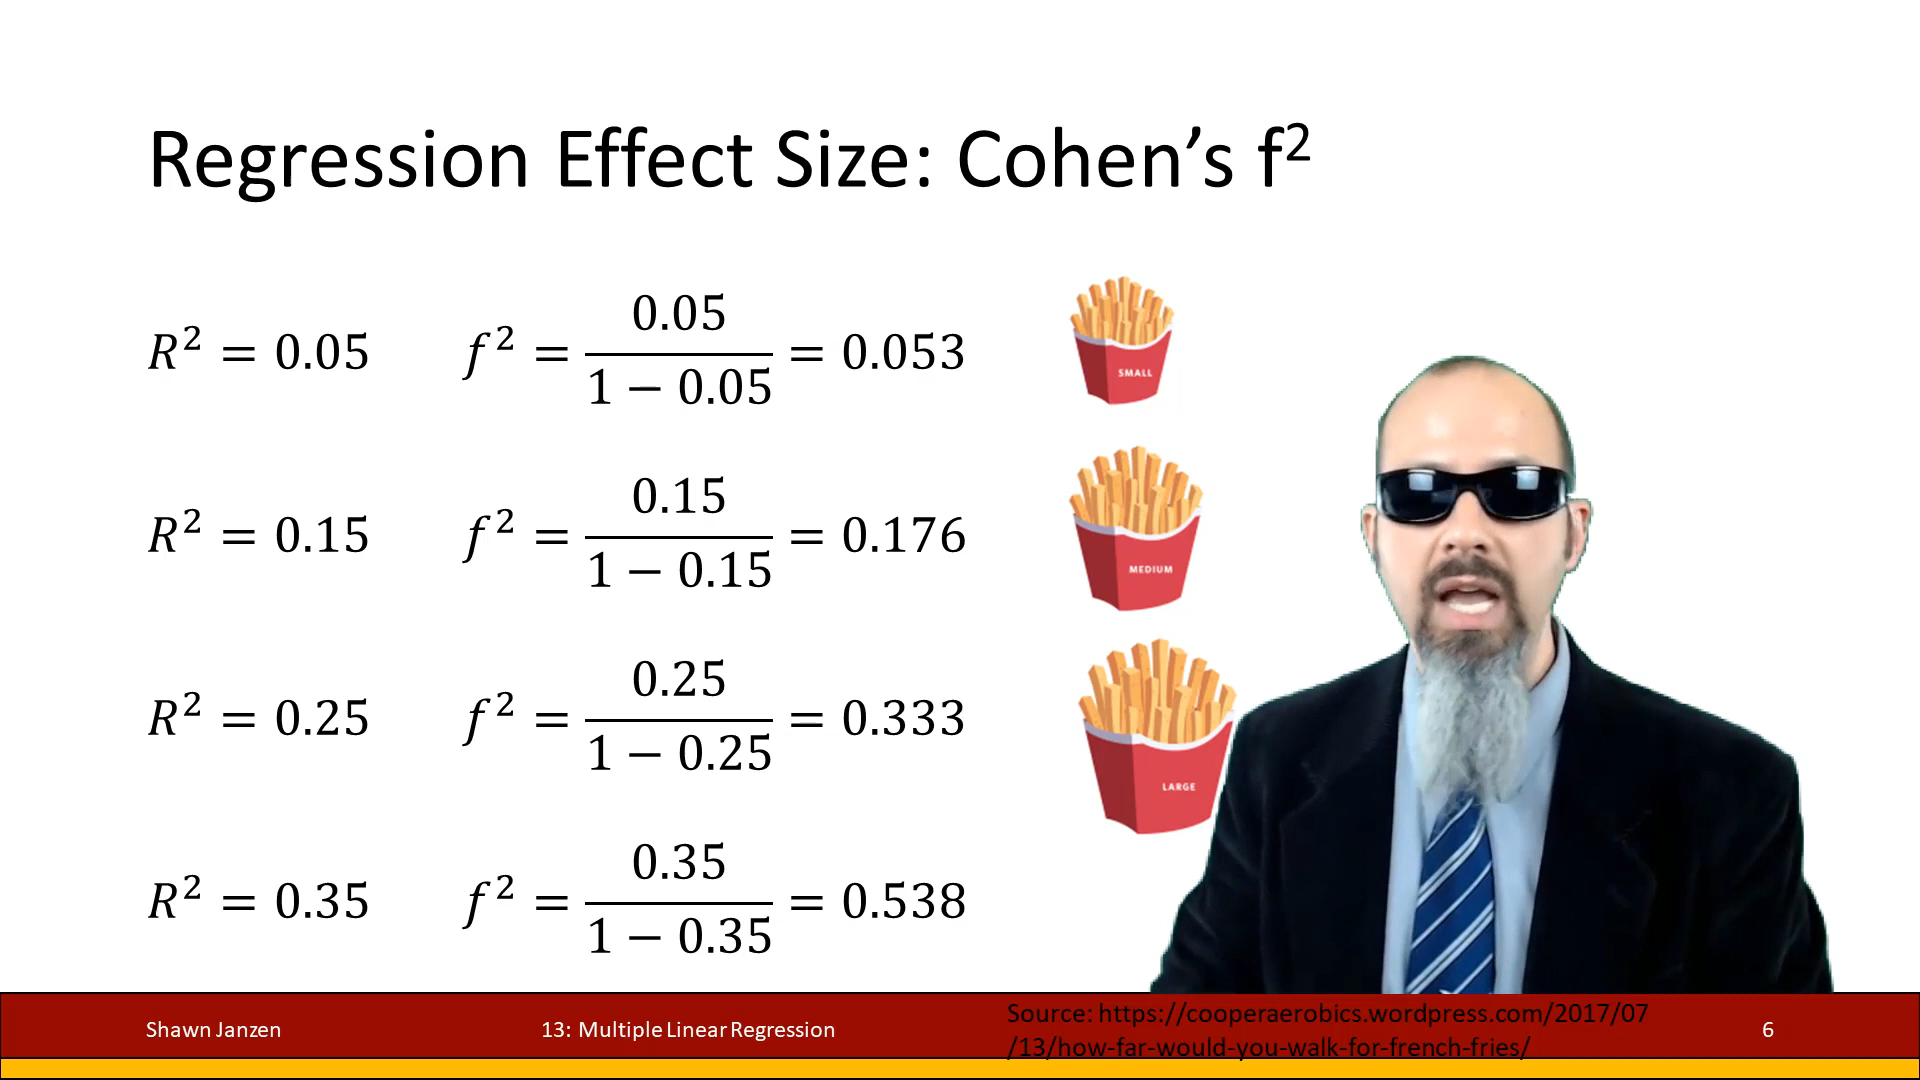 Regression Effect Size: Cohen’s f²
R² = 0.05 f² = 0.05 / (1 − 0.05) = 0.053
SMALL
R² = 0.15 f² = 0.15 / (1 − 0.15) = 0.176
MEDIUM
R² = 0.25 f² = 0.25 / (1 − 0.25) = 0.333
LARGE
R² = 0.35 f² = 0.35 / (1 − 0.35) = 0.538
Shawn Janzen
13: Multiple Linear Regression
Source: https://cooperaerobics.wordpress.com/2017/07
/13/how-far-would-you-walk-for-french-fries/
6